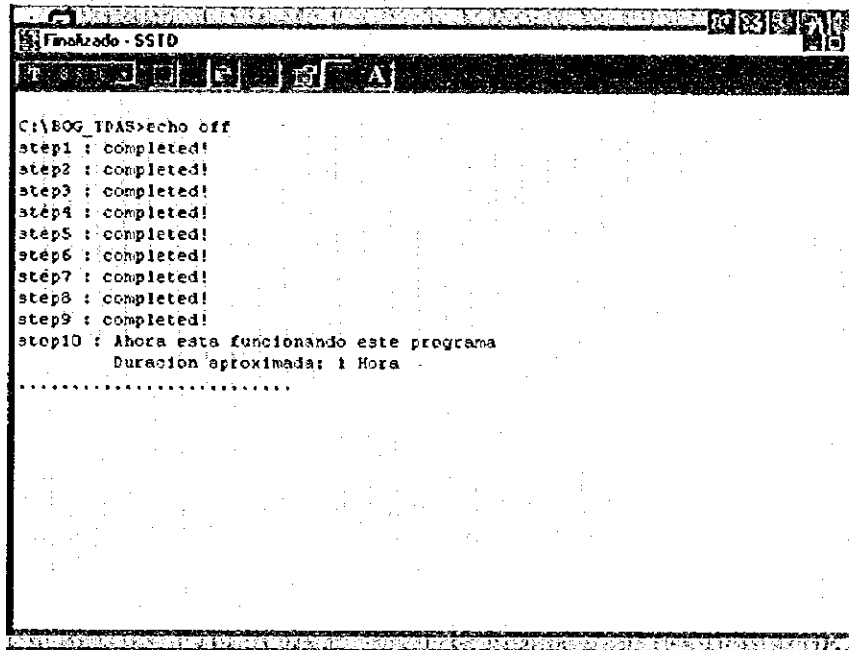 Finalizado - SSTD
A
C:\BOG_TDAS>echo off
step1 : completed!
step2 : completed!
step3 : completed!
step4 : completed!
step5 : completed!
step6 : completed!
step7 : completed!
step8 : completed!
step9 : completed!
step10 : Ahora esta funcionando este programa
Duracion aproximada: 1 Hora
..........................